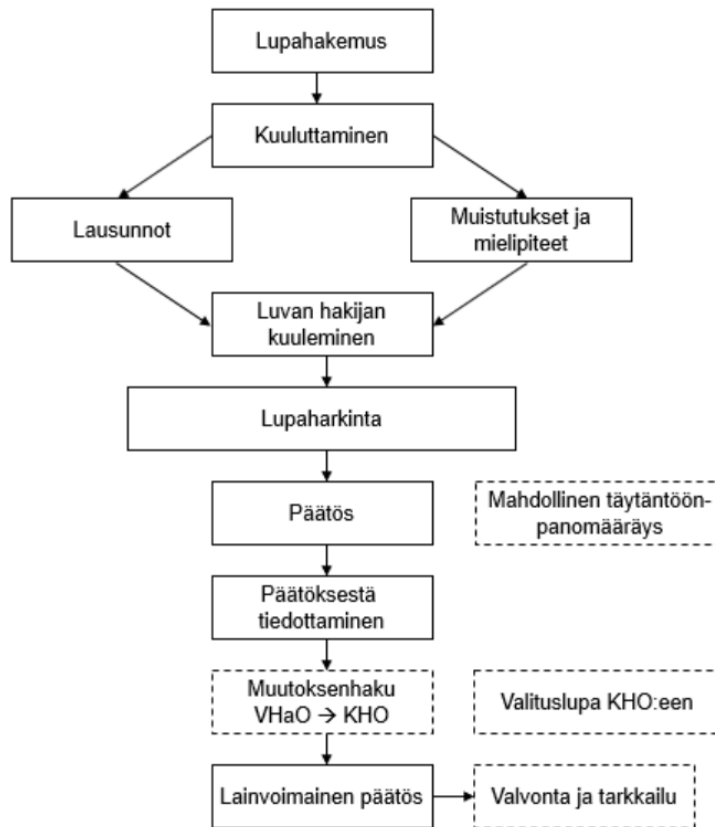 Lupahakemus
Kuuluttaminen
Lausunnot
Muistutukset ja
mielipiteet
Luvan hakijan
kuuleminen
Lupaharkinta
Päätös
Mahdollinen täytäntöön-
panomääräys
Päätöksestä
tiedottaminen
Muutoksenhaku
VHaO → KHO
Valituslupa KHO:een
Lainvoimainen päätös
Valvonta ja tarkkailu